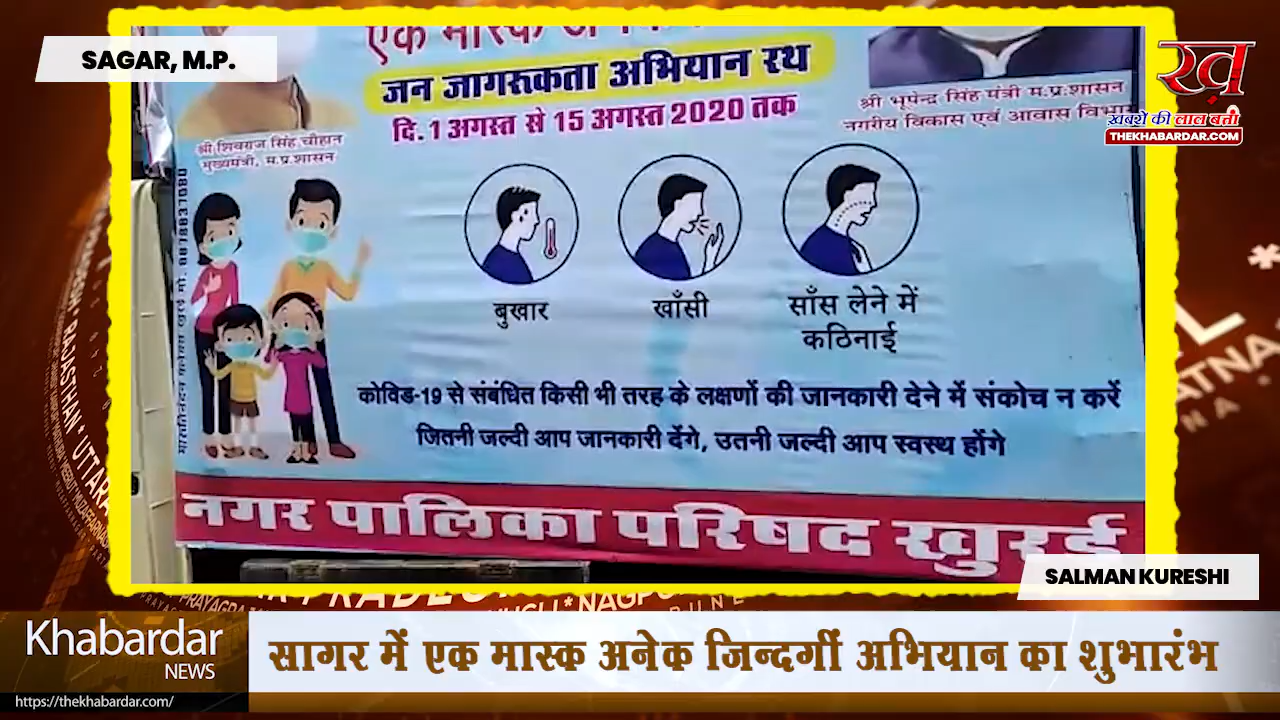 SAGAR, M.P.
एक मास्क
जन जागरूकता अभियान रथ
दि. 1 अगस्त से 15 अगस्त 2020 तक
श्री शिवराज सिंह चौहान
मुख्यमंत्री, म.प्र.शासन
श्री भूपेन्द्र सिंह मंत्री म.प्र.शासन
नगरीय विकास एवं आवास विभाग
ख़बरों की लाल बत्ती
THEKHABARDAR.COM
बुखार
खाँसी
साँस लेने में
कठिनाई
कोविड-19 से संबंधित किसी भी तरह के लक्षणों की जानकारी देने में संकोच न करें
जितनी जल्दी आप जानकारी देंगे, उतनी जल्दी आप स्वस्थ होंगे
नगर पालिका परिषद खुरई
SALMAN KURESHI
Khabardar
NEWS
सागर में एक मास्क अनेक जिन्दगीं अभियान का शुभारंभ
https://thekhabardar.com/